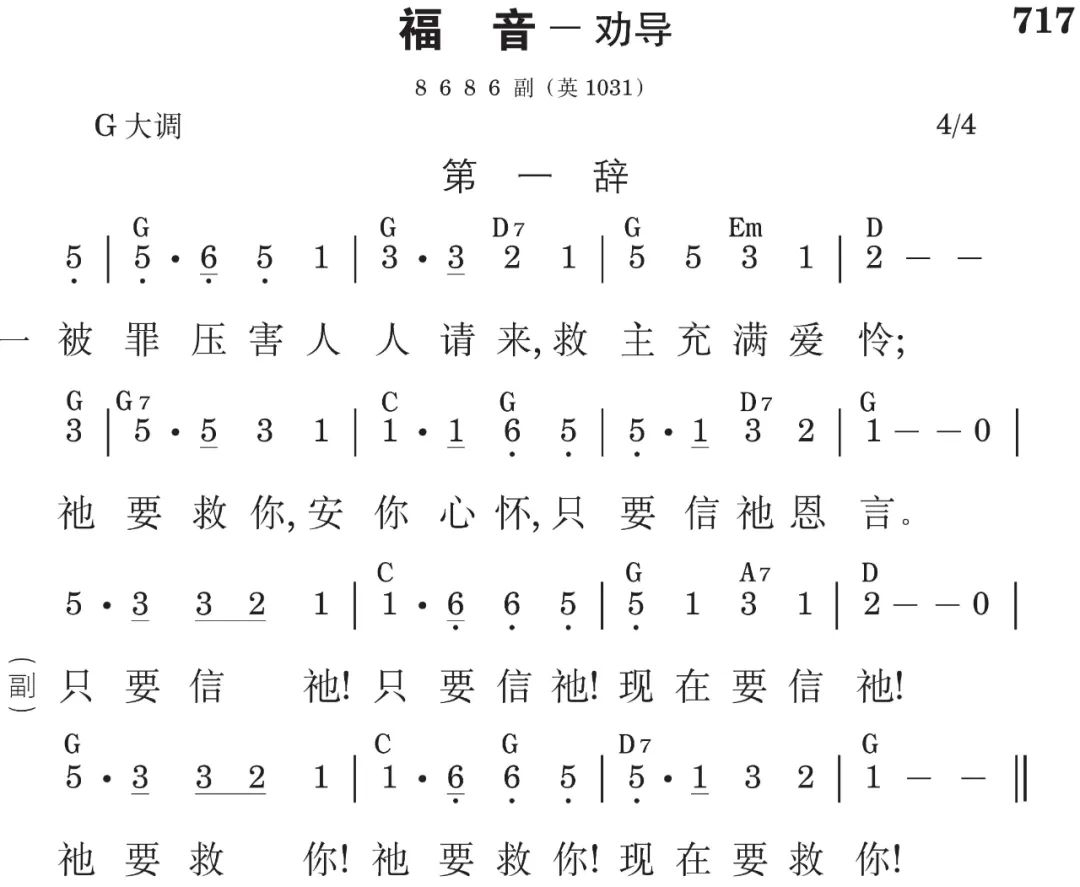 福 音 — 劝导 717
8 6 8 6 副（英 1031）
G 大调 4/4
第 一 辞
G G D7 G Em D
5 | 5 · 6 5 1 | 3 · 3 2 1 | 5 5 3 1 | 2 — —
一 被 罪 压 害 人 人 请 来, 救 主 充 满 爱 怜;
G G7 C G D7 G
3 | 5 · 5 3 1 | 1 · 1 6 5 | 5 · 1 3 2 | 1 — — 0 |
祂 要 救 你, 安 你 心 怀, 只 要 信 祂 恩 言。
C G A7 D
5 · 3 3 2 1 | 1 · 6 6 5 | 5 1 3 1 | 2 — — 0 |
(副) 只 要 信 祂! 只 要 信 祂! 现 在 要 信 祂!
G C G D7 G
5 · 3 3 2 1 | 1 · 6 6 5 | 5 · 1 3 2 | 1 — — ‖
祂 要 救 你! 祂 要 救 你! 现 在 要 救 你!